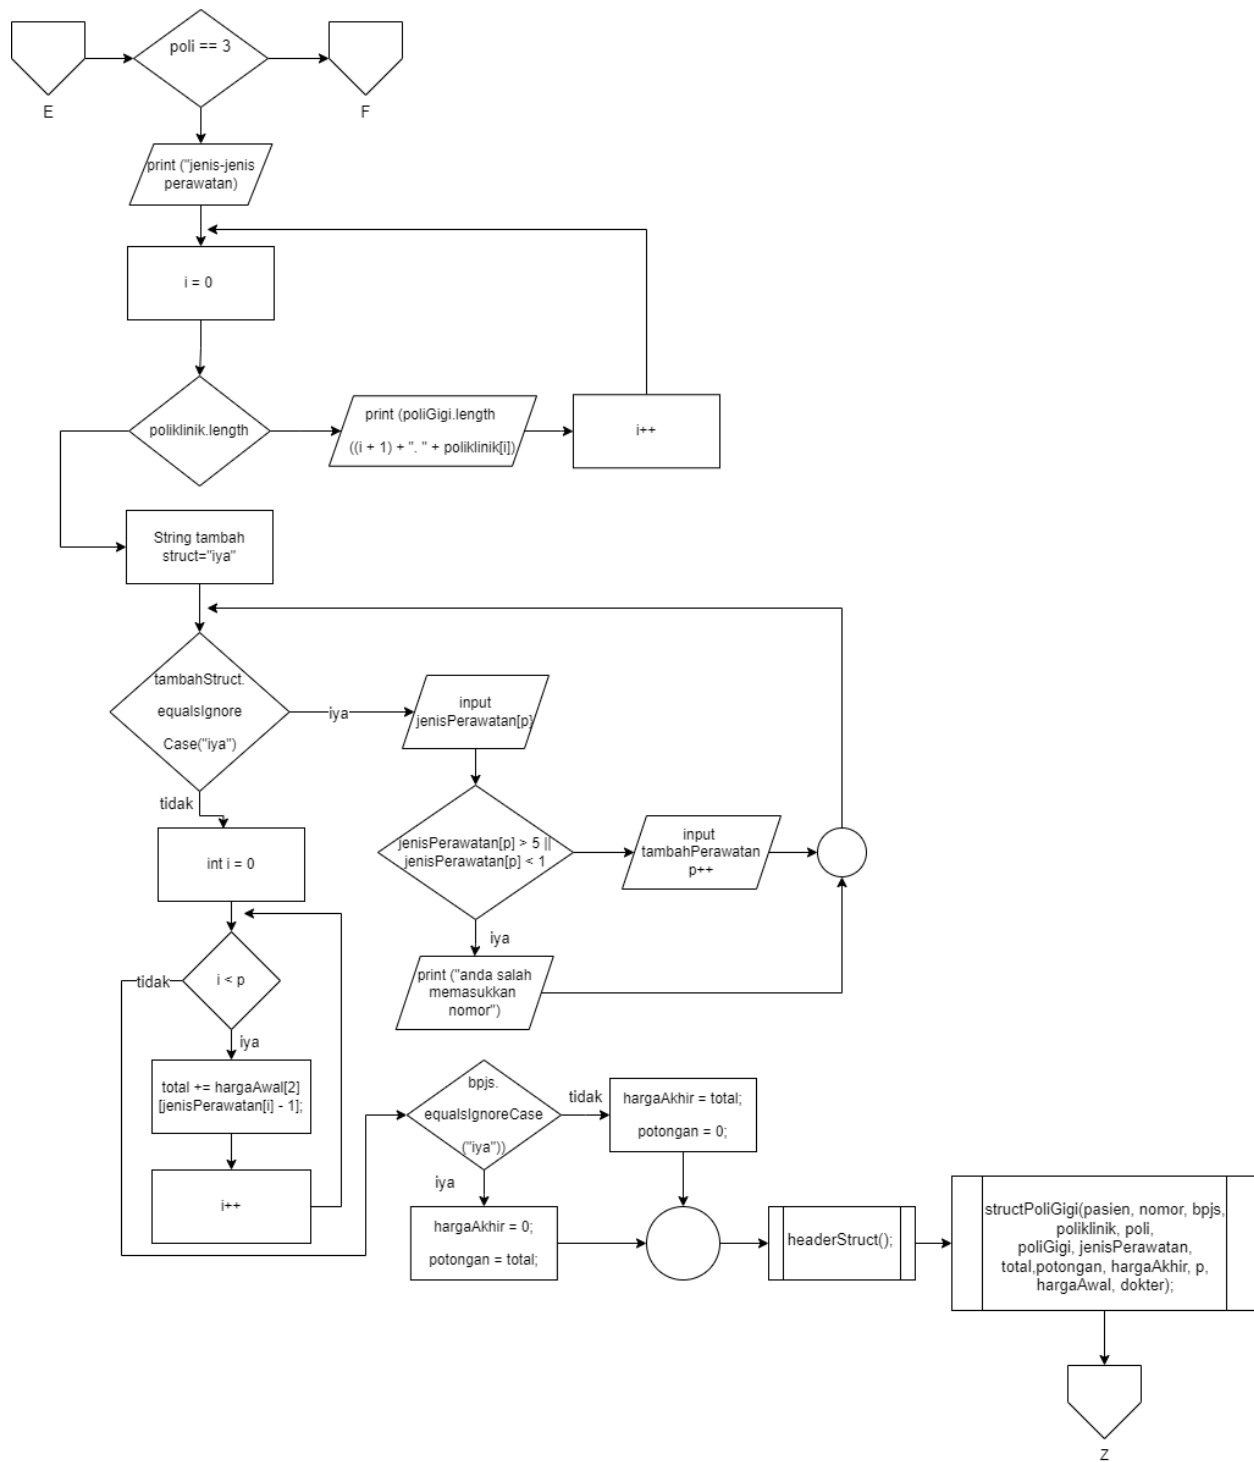 poli == 3
E
F
print ("jenis-jenis
perawatan)
i = 0
poliklinik.length
print (poliGigi.length
((i + 1) + ". " + poliklinik[i])
i++
String tambah
struct="iya"
tambahStruct.
equalsIgnore
Case("iya")
iya
input
jenisPerawatan[p}
tidak
jenisPerawatan[p] > 5 ||
jenisPerawatan[p] < 1
input
tambahPerawatan
p++
int i = 0
iya
print ("anda salah
memasukkan
nomor")
tidak
i < p
iya
total += hargaAwal[2]
[jenisPerawatan[i] - 1];
i++
bpjs.
equalsIgnoreCase
("iya"))
tidak
hargaAkhir = total;
potongan = 0;
iya
hargaAkhir = 0;
potongan = total;
headerStruct();
structPoliGigi(pasien, nomor, bpjs,
poliklinik, poli,
poliGigi, jenisPerawatan,
total,potongan, hargaAkhir, p,
hargaAwal, dokter);
Z